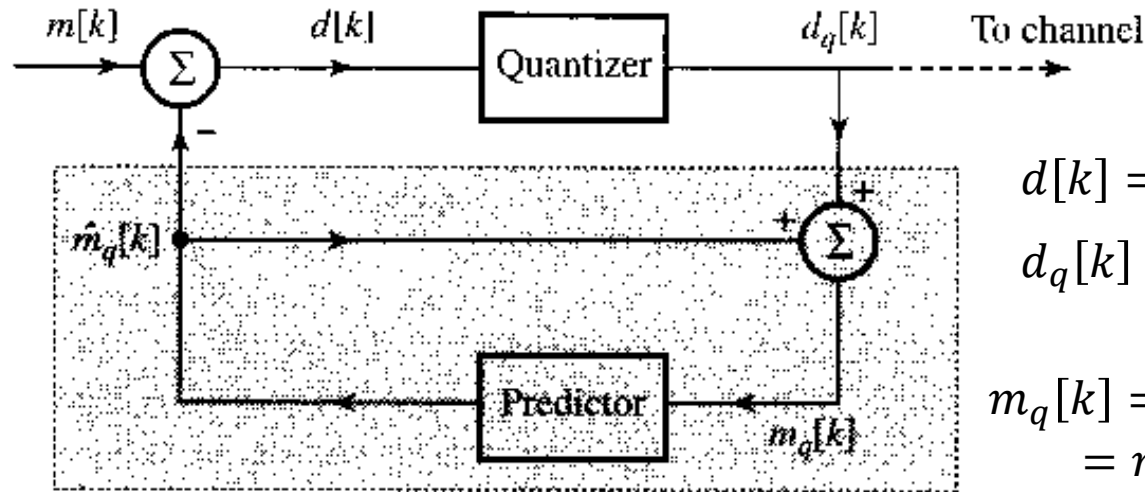 m[k]
d[k]
d_q[k]
To channel
Σ
Quantizer
−
+
+
Σ
m̂_q[k]
Predictor
m_q[k]
d[k] =
d_q[k]
m_q[k] =
=